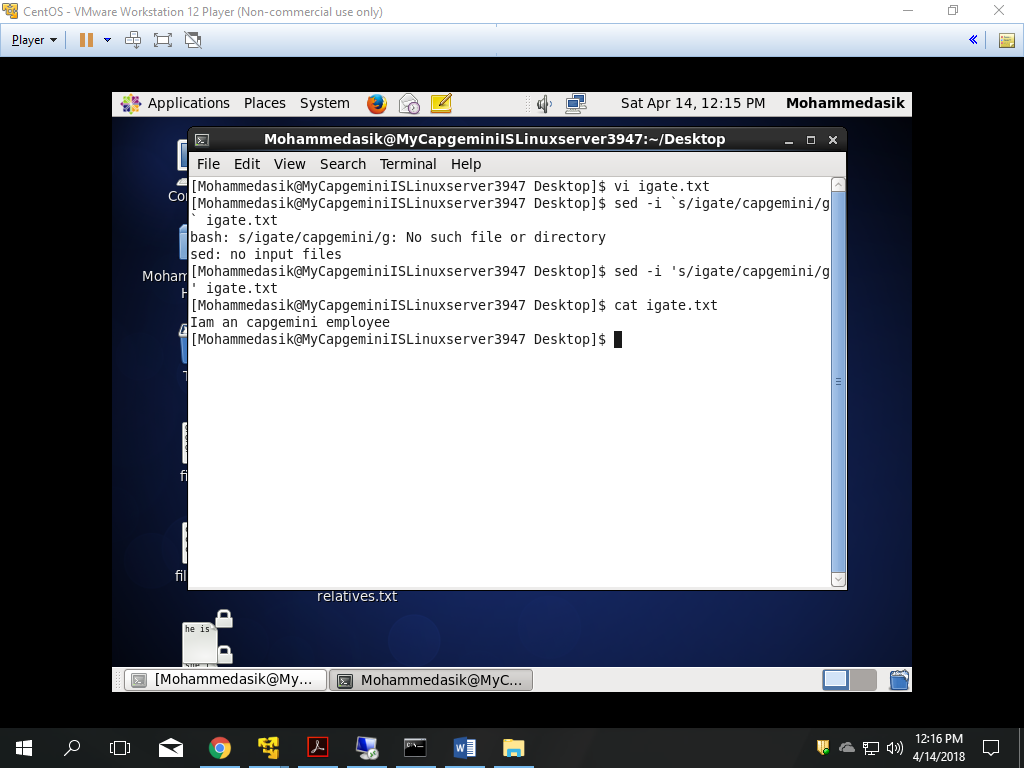 CentOS - VMware Workstation 12 Player (Non-commercial use only)
Player
Applications Places System Sat Apr 14, 12:15 PM Mohammedasik
Mohammedasik@MyCapgeminiISLinuxserver3947:~/Desktop
File Edit View Search Terminal Help
[Mohammedasik@MyCapgeminiISLinuxserver3947 Desktop]$ vi igate.txt
[Mohammedasik@MyCapgeminiISLinuxserver3947 Desktop]$ sed -i `s/igate/capgemini/g
` igate.txt
bash: s/igate/capgemini/g: No such file or directory
sed: no input files
[Mohammedasik@MyCapgeminiISLinuxserver3947 Desktop]$ sed -i 's/igate/capgemini/g
' igate.txt
[Mohammedasik@MyCapgeminiISLinuxserver3947 Desktop]$ cat igate.txt
Iam an capgemini employee
[Mohammedasik@MyCapgeminiISLinuxserver3947 Desktop]$
Co
Moham
H
T
fi
fil
relatives.txt
he is
[Mohammedasik@My... Mohammedasik@MyC...
12:16 PM
4/14/2018